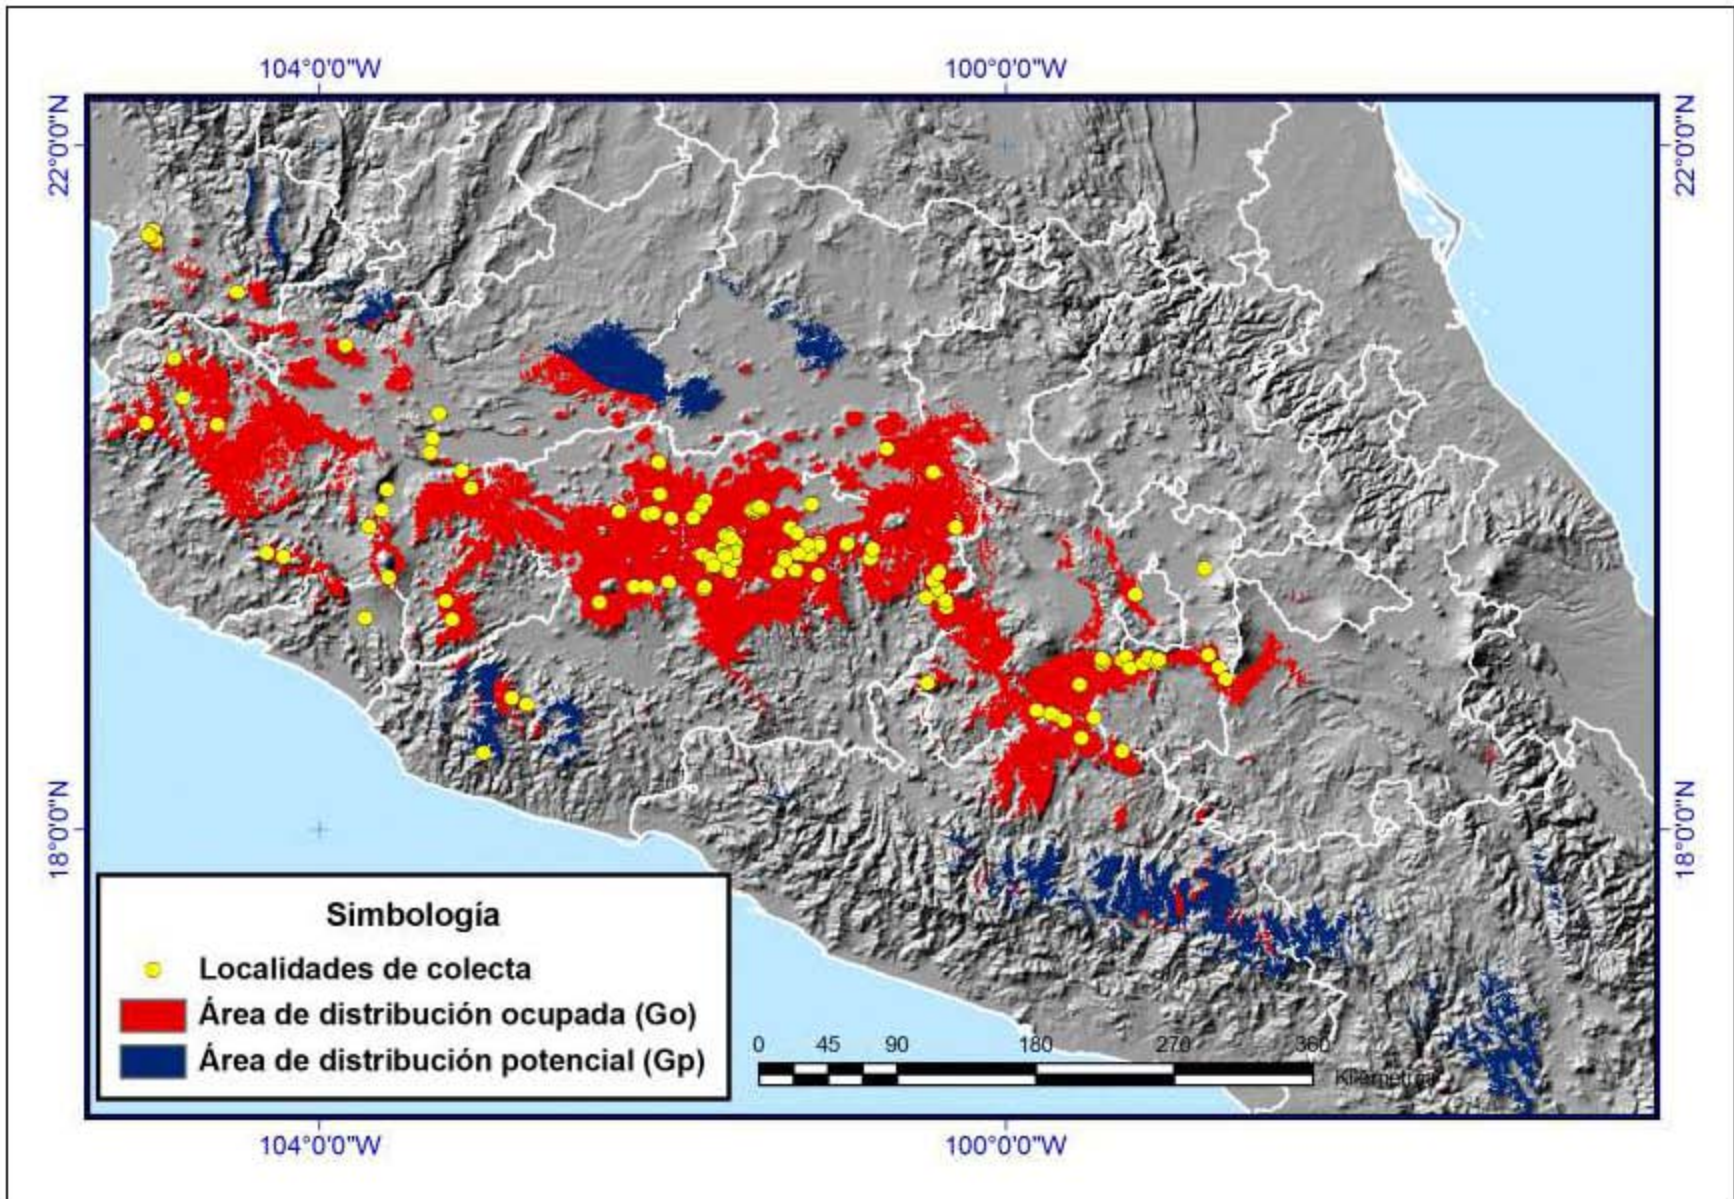 104°0'0"W 100°0'0"W
22°0'0"N 22°0'0"N
18°0'0"N 18°0'0"N
Simbología
Localidades de colecta
Área de distribución ocupada (Go)
Área de distribución potencial (Gp)
0 45 90 180 270 360
104°0'0"W 100°0'0"W